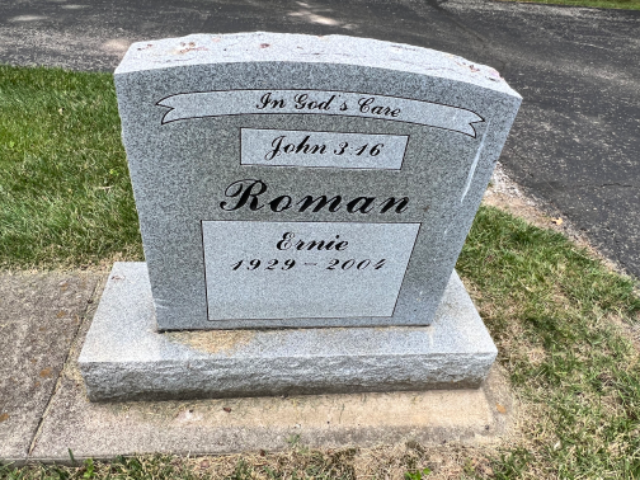 In God's Care
John 3-16
Roman
Ernie
1929 - 2004